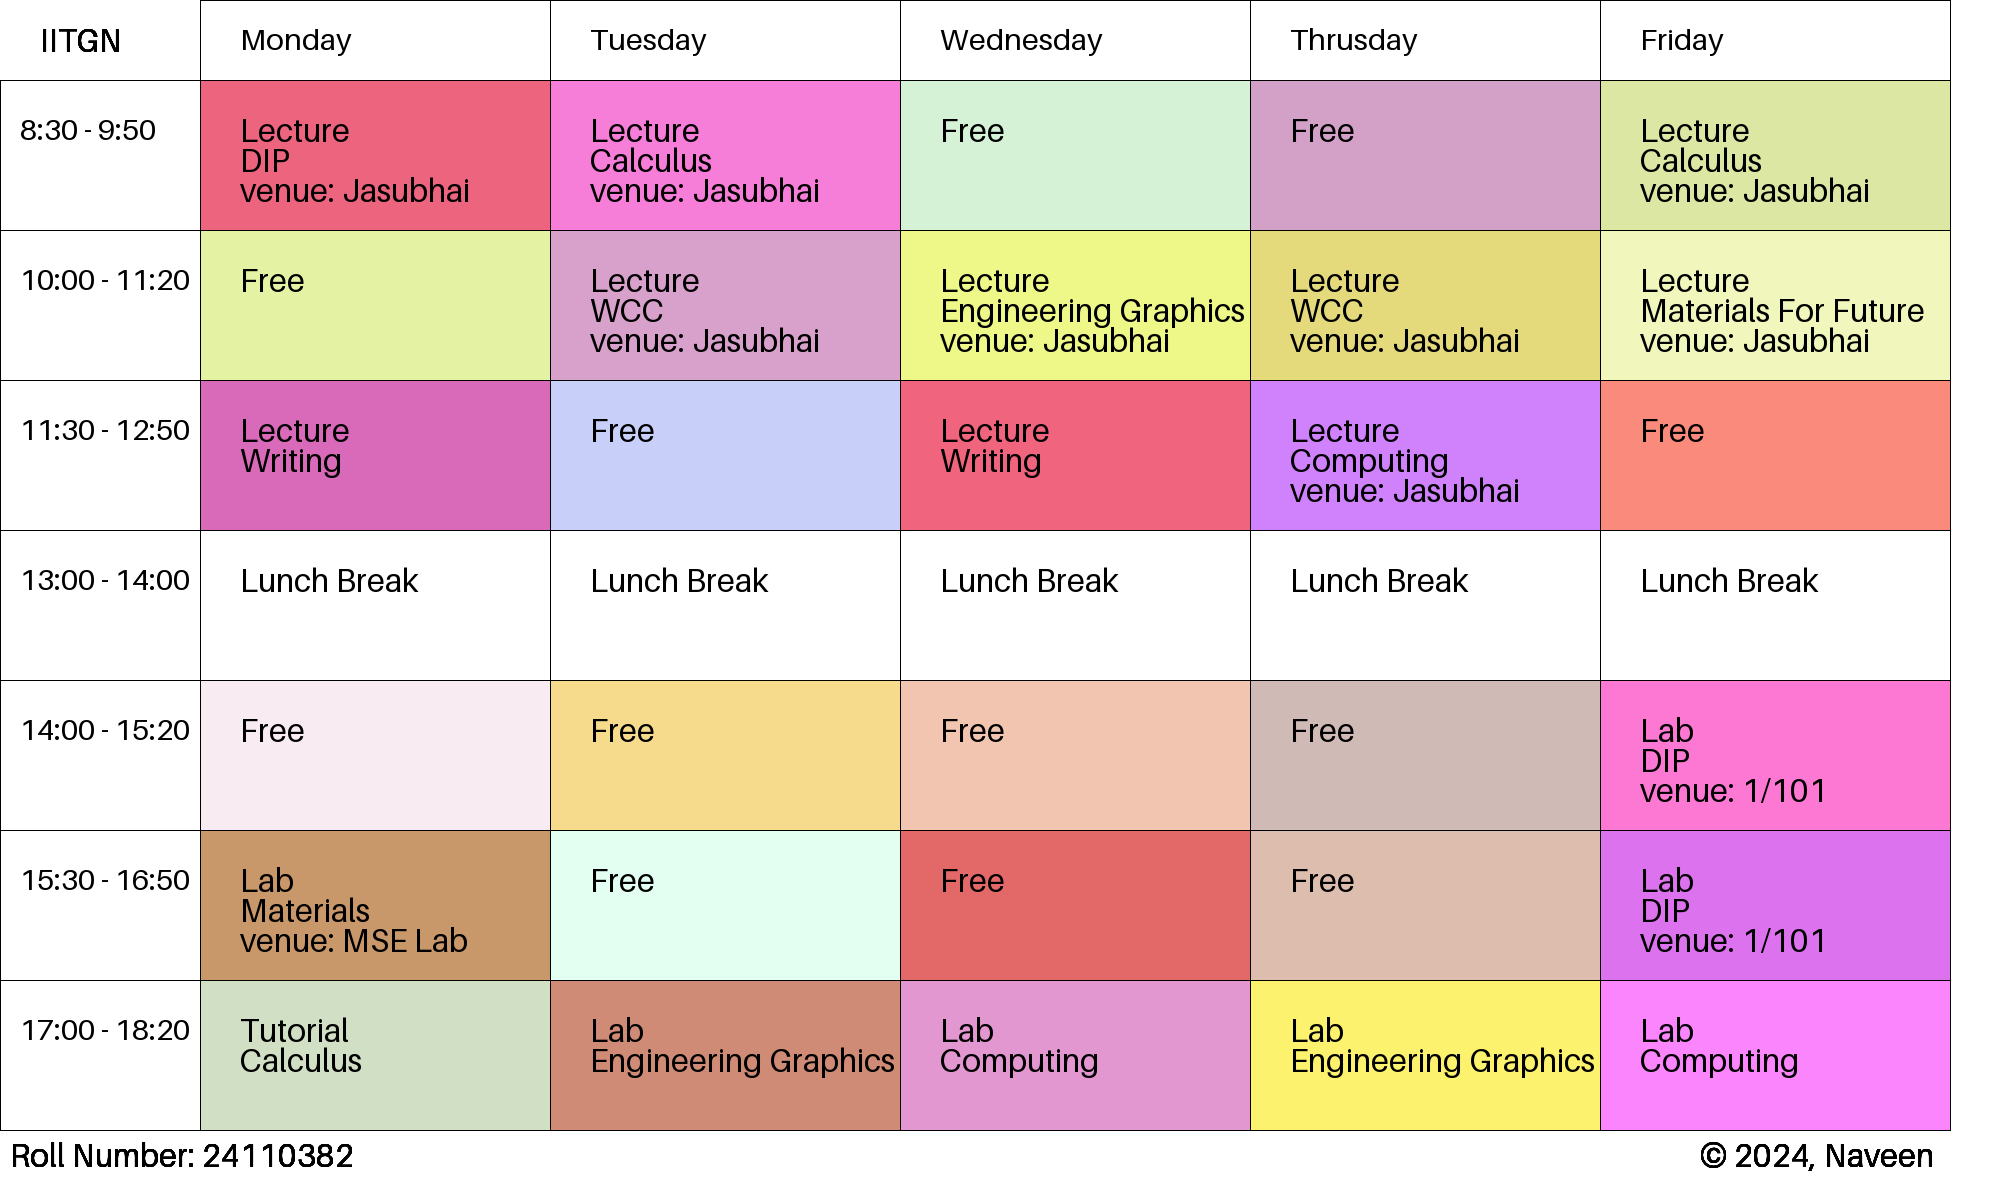 IITGN
Monday
Tuesday
Wednesday
Thrusday
Friday
8:30 - 9:50
Lecture
DIP
venue: Jasubhai
Lecture
Calculus
venue: Jasubhai
Free
Free
Lecture
Calculus
venue: Jasubhai
10:00 - 11:20
Free
Lecture
WCC
venue: Jasubhai
Lecture
Engineering Graphics
venue: Jasubhai
Lecture
WCC
venue: Jasubhai
Lecture
Materials For Future
venue: Jasubhai
11:30 - 12:50
Lecture
Writing
Free
Lecture
Writing
Lecture
Computing
venue: Jasubhai
Free
13:00 - 14:00
Lunch Break
Lunch Break
Lunch Break
Lunch Break
Lunch Break
14:00 - 15:20
Free
Free
Free
Free
Lab
DIP
venue: 1/101
15:30 - 16:50
Lab
Materials
venue: MSE Lab
Free
Free
Free
Lab
DIP
venue: 1/101
17:00 - 18:20
Tutorial
Calculus
Lab
Engineering Graphics
Lab
Computing
Lab
Engineering Graphics
Lab
Computing
Roll Number: 24110382
© 2024, Naveen